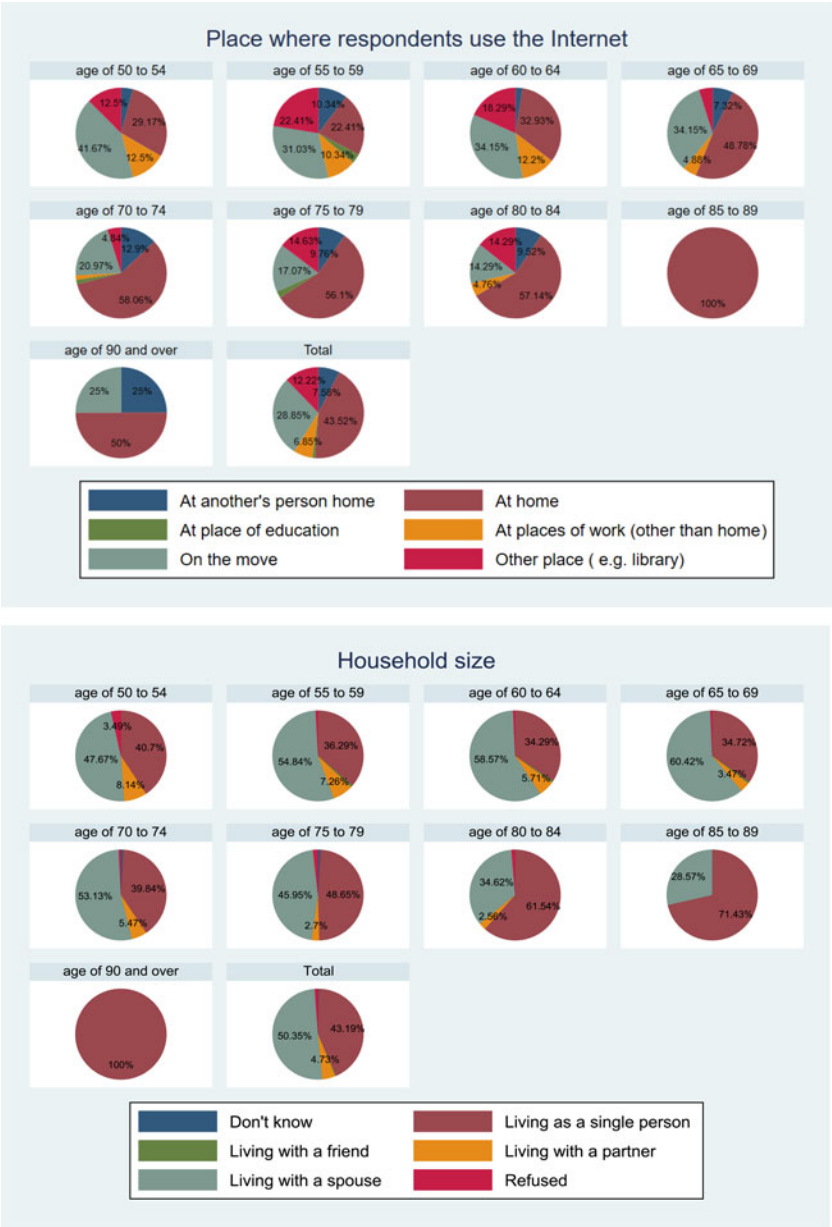 Place where respondents use the Internet
age of 50 to 54
age of 55 to 59
age of 60 to 64
age of 65 to 69
12.5%
29.17%
41.67%
12.5%
10.34%
22.41%
22.41%
31.03%
10.34%
18.29%
32.93%
34.15%
12.2%
7.32%
34.15%
48.78%
4.88%
age of 70 to 74
age of 75 to 79
age of 80 to 84
age of 85 to 89
4.84%
12.9%
20.97%
58.06%
14.63%
9.76%
17.07%
56.1%
14.29%
9.52%
14.29%
4.76%
57.14%
100%
age of 90 and over
Total
25%
25%
50%
12.22%
7.56%
28.85%
43.52%
6.85%
At another's person home
At home
At place of education
At places of work (other than home)
On the move
Other place ( e.g. library)
Household size
age of 50 to 54
age of 55 to 59
age of 60 to 64
age of 65 to 69
3.49%
40.7%
47.67%
8.14%
36.29%
54.84%
7.26%
34.29%
58.57%
5.71%
34.72%
60.42%
3.47%
age of 70 to 74
age of 75 to 79
age of 80 to 84
age of 85 to 89
53.13%
39.84%
5.47%
45.95%
48.65%
2.7%
34.62%
2.56%
61.54%
28.57%
71.43%
age of 90 and over
Total
100%
50.35%
43.19%
4.73%
Don't know
Living as a single person
Living with a friend
Living with a partner
Living with a spouse
Refused